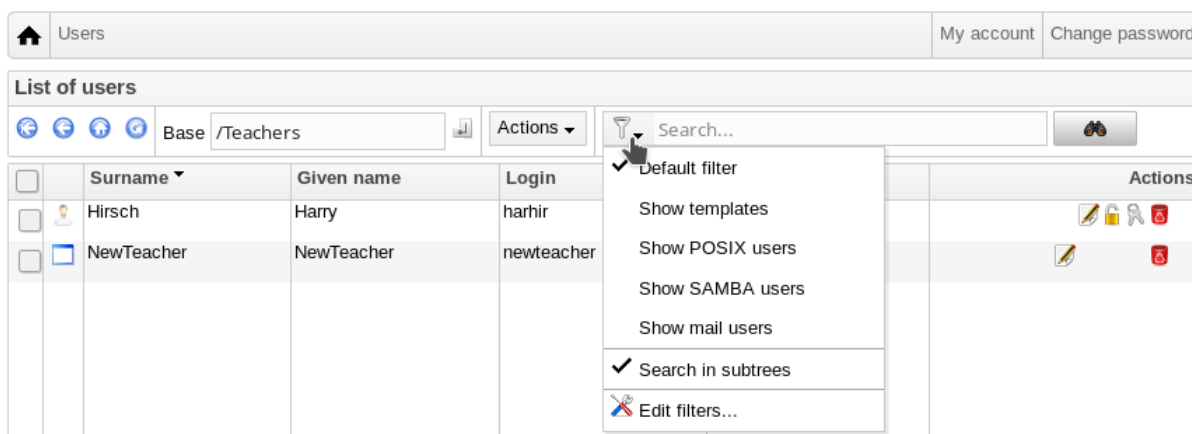 Users My account Change password
List of users
Base /Teachers Actions Search...
Surname Given name Login Actions
Hirsch Harry harhir
NewTeacher NewTeacher newteacher
Default filter
Show templates
Show POSIX users
Show SAMBA users
Show mail users
Search in subtrees
Edit filters...